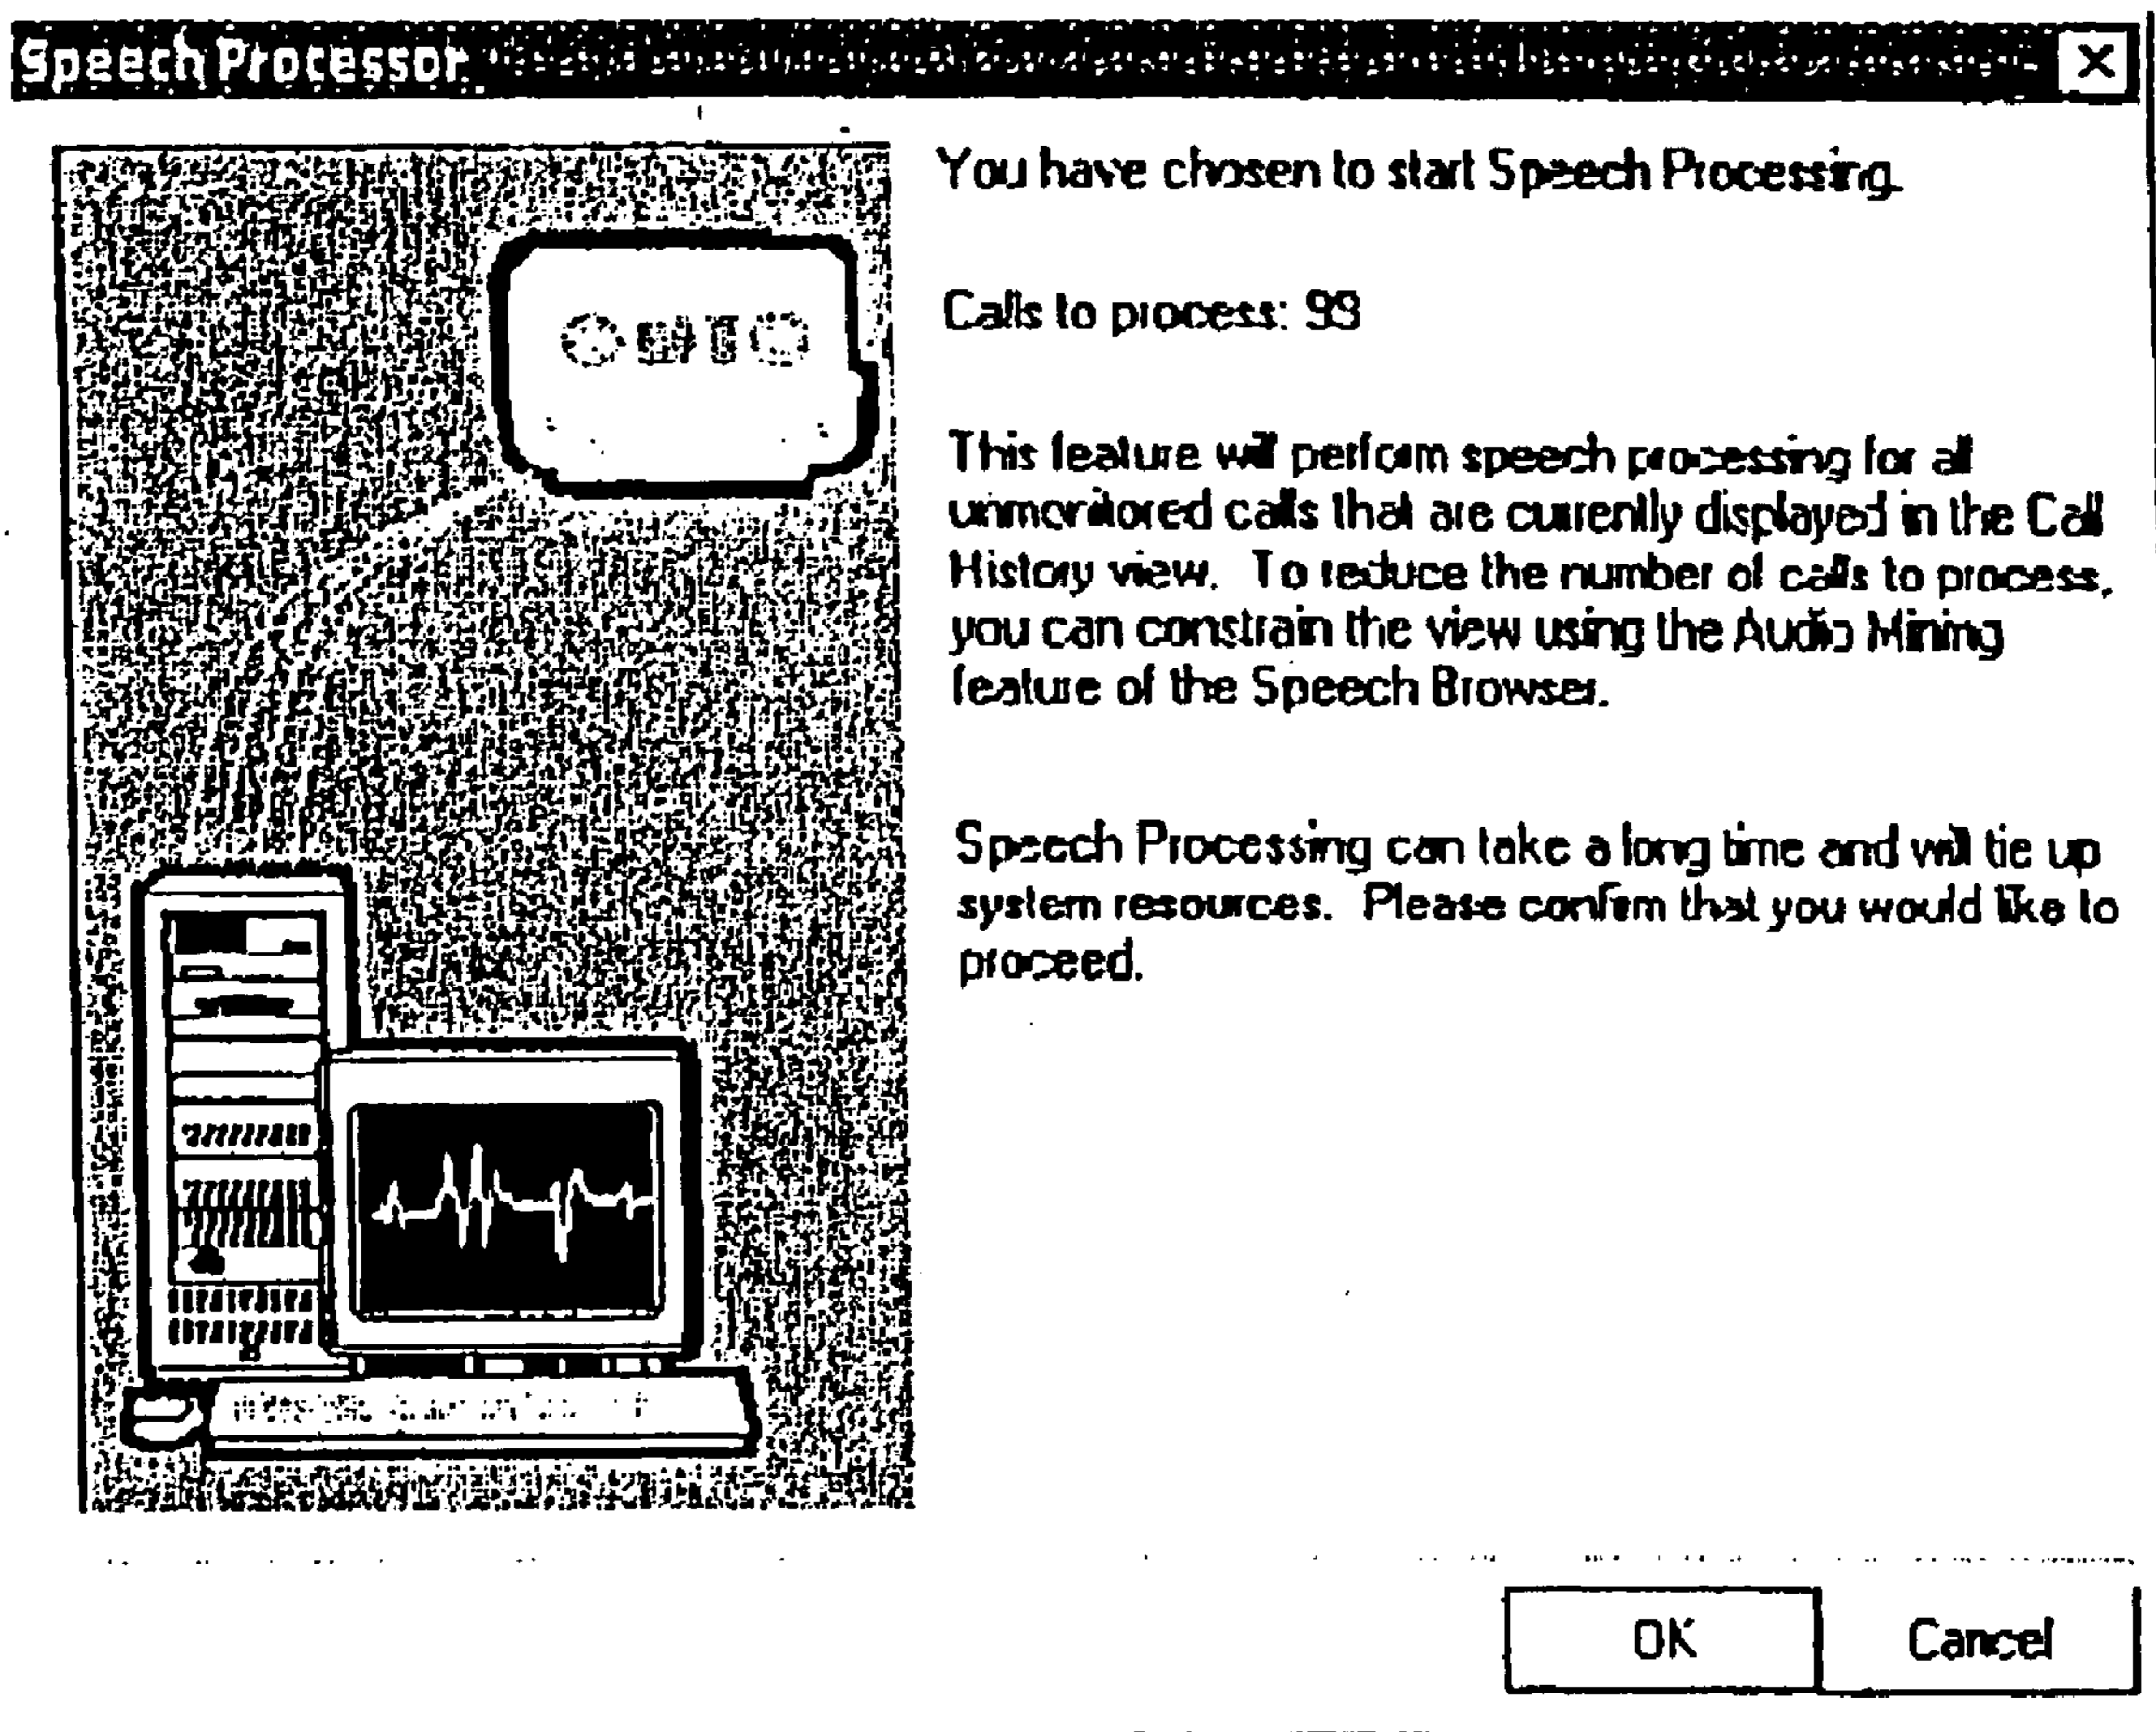 Speech Processor
You have chosen to start Speech Processing.
Calls to process: 99
This feature will perform speech processing for all
unmonitored calls that are currently displayed in the Call
History view. To reduce the number of calls to process,
you can constrain the view using the Audio Mining
feature of the Speech Browser.
Speech Processing can take a long time and will tie up
system resources. Please confirm that you would like to
proceed.
OK
Cancel